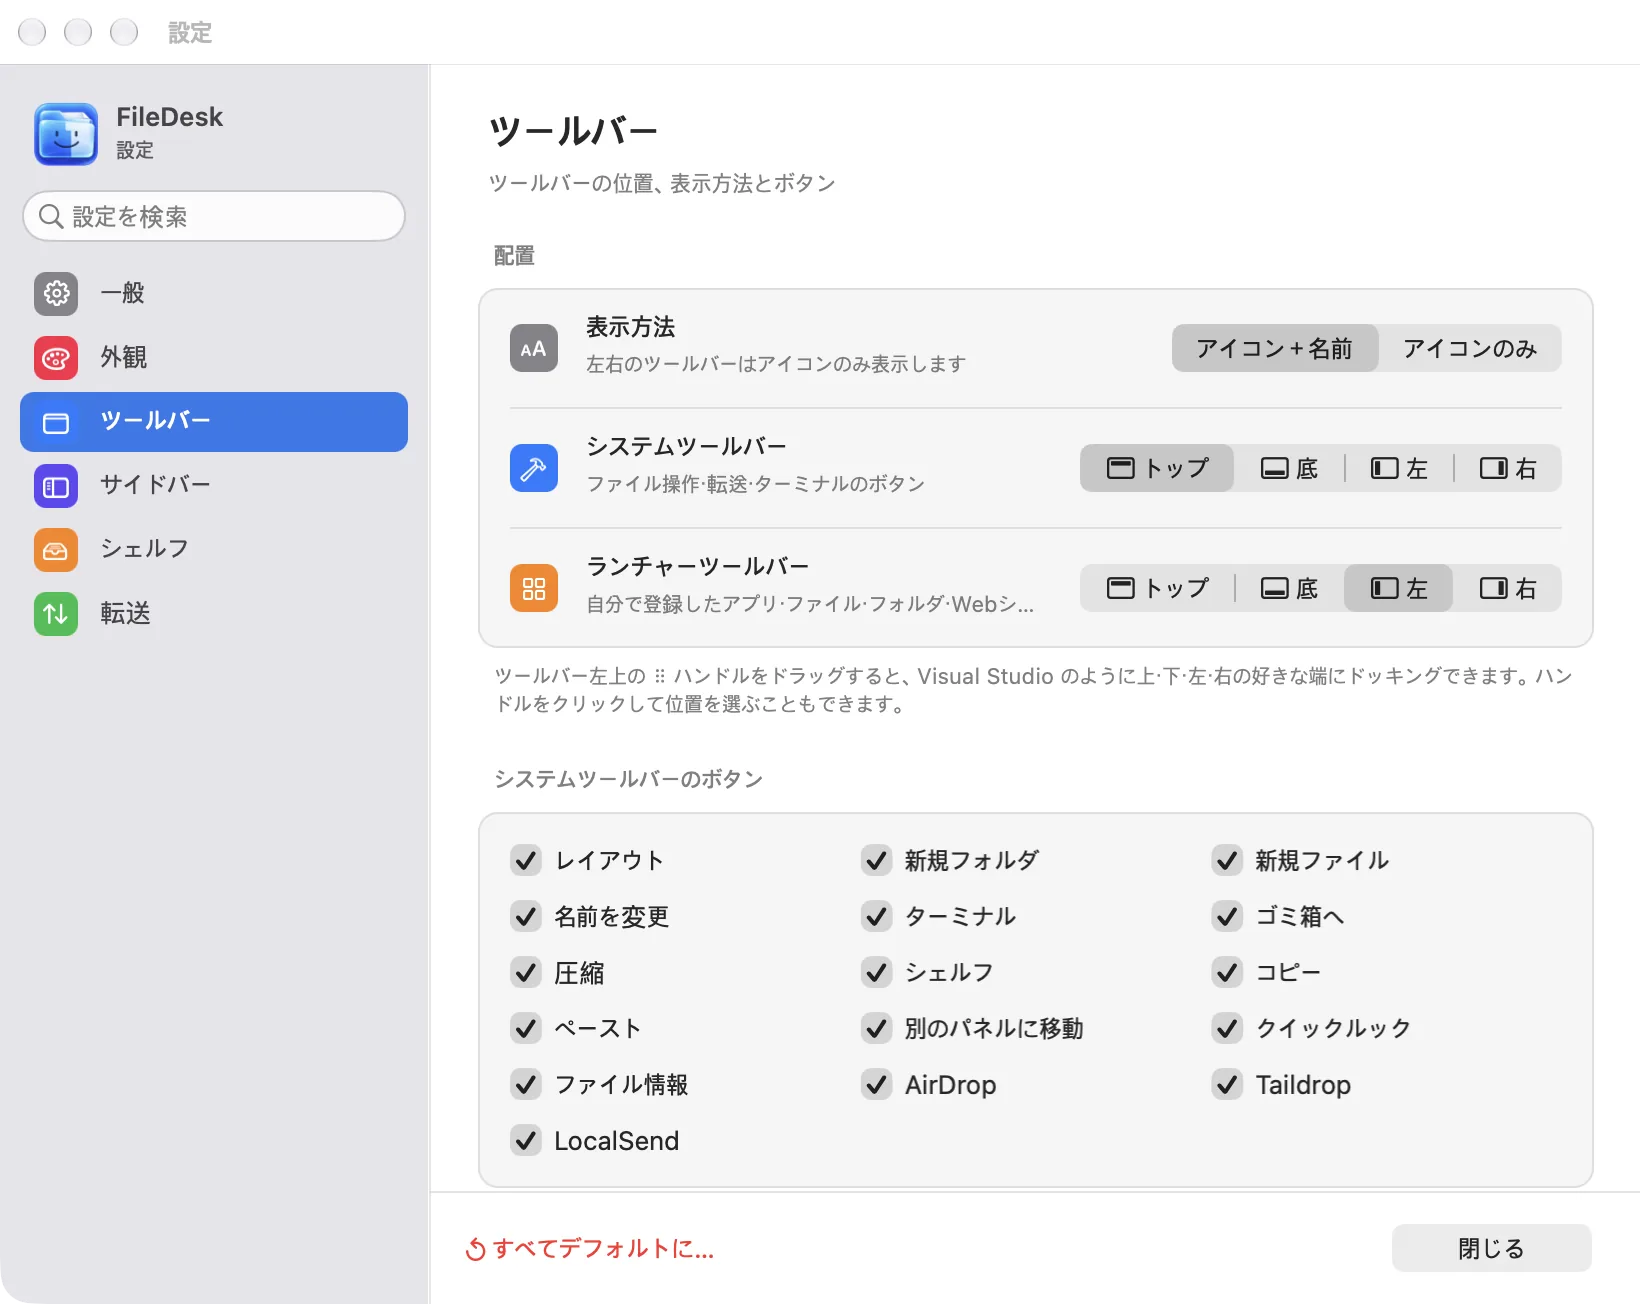 設定
FileDesk
設定
設定を検索
一般
外観
ツールバー
サイドバー
シェルフ
転送
ツールバー
ツールバーの位置、表示方法とボタン
配置
表示方法
左右のツールバーはアイコンのみ表示します
アイコン + 名前 アイコンのみ
システムツールバー
ファイル操作·転送·ターミナルのボタン
トップ 底 左 右
ランチャーツールバー
自分で登録したアプリ·ファイル·フォルダ·Webシ...
トップ 底 左 右
ツールバー左上の ⠿ ハンドルをドラッグすると、Visual Studio のように上·下·左·右の好きな端にドッキングできます。ハン
ドルをクリックして位置を選ぶこともできます。
システムツールバーのボタン
レイアウト 新規フォルダ 新規ファイル
名前を変更 ターミナル ゴミ箱へ
圧縮 シェルフ コピー
ペースト 別のパネルに移動 クイックルック
ファイル情報 AirDrop Taildrop
LocalSend
すべてデフォルトに...
閉じる